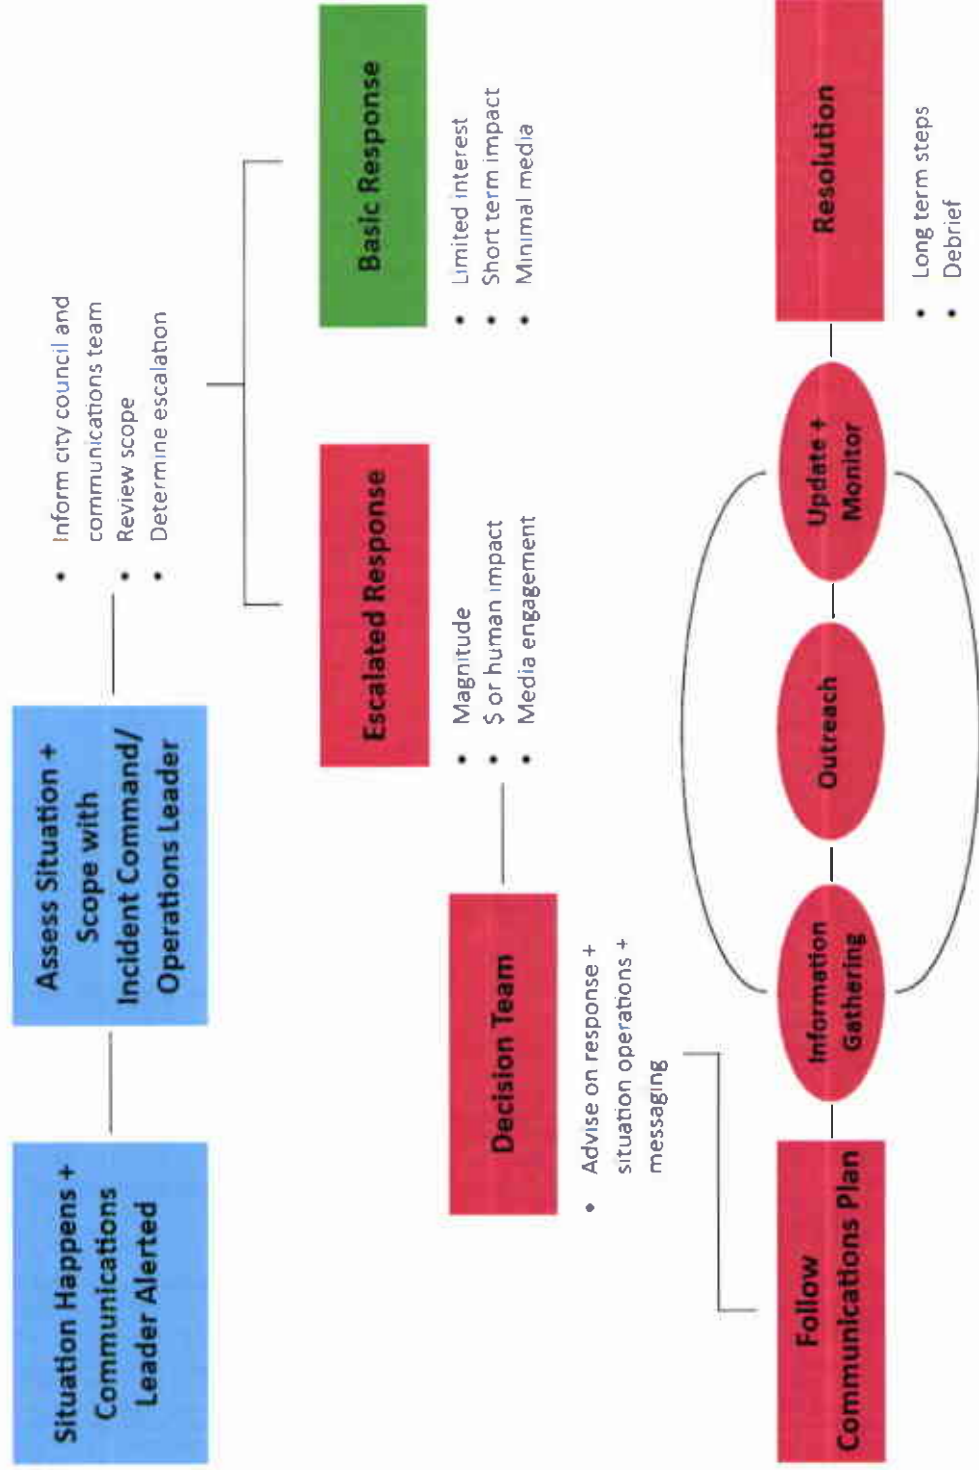 Situation Happens +
Communications
Leader Alerted
Assess Situation +
Scope with
Incident Command/
Operations Leader
• Inform city council and
communications team
• Review scope
• Determine escalation
Escalated Response
• Magnitude
• $ or human impact
• Media engagement
Basic Response
• Limited interest
• Short term impact
• Minimal media
Decision Team
• Advise on response +
situation operations +
messaging
Follow
Communications Plan
Information
Gathering
Outreach
Update +
Monitor
Resolution
• Long term steps
• Debrief